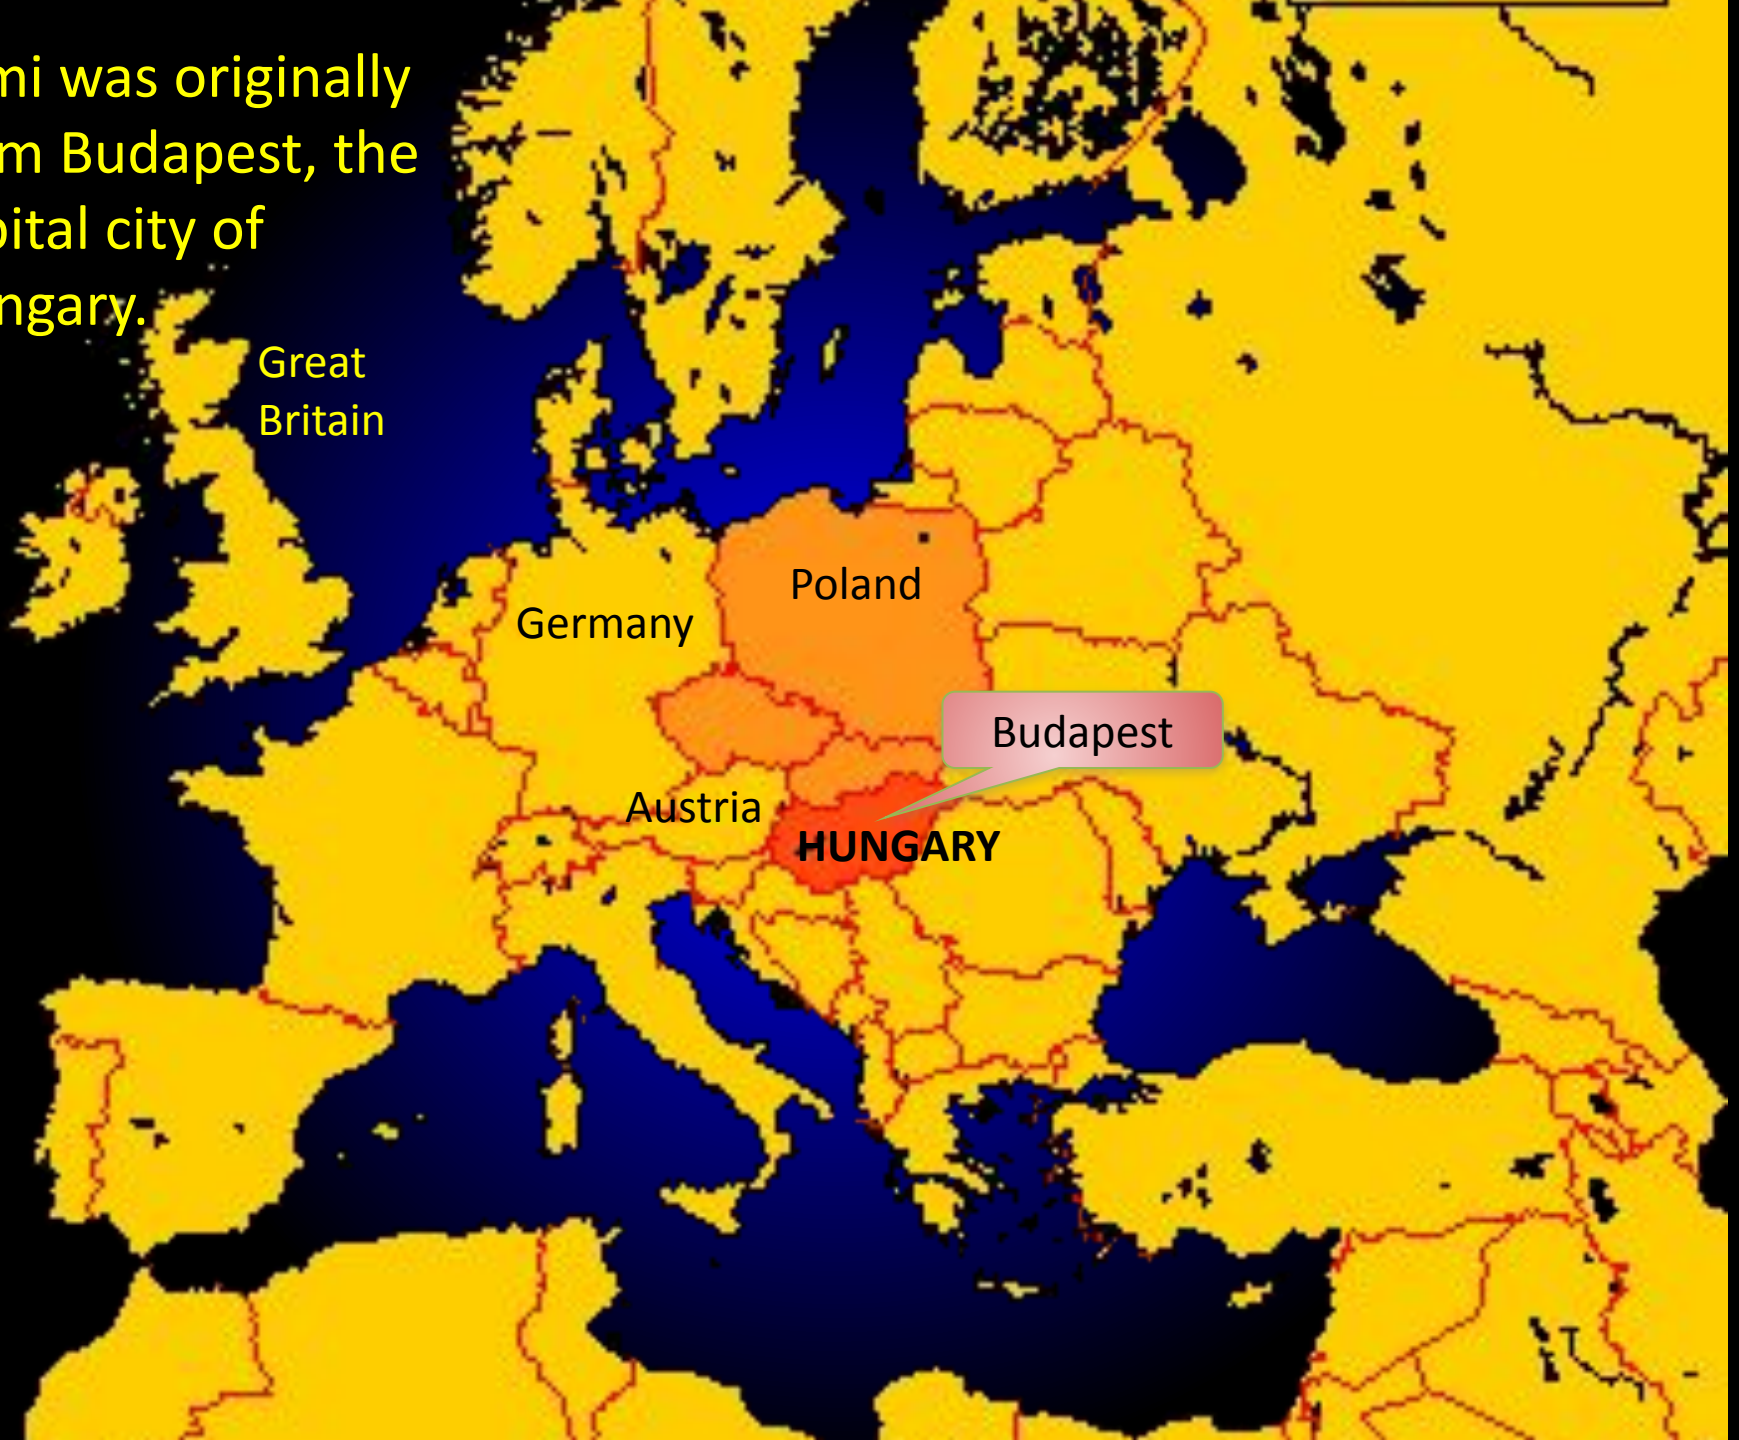 mi was originally
m Budapest, the
pital city of
ngary.
Great
Britain
Poland
Germany
Budapest
Austria
HUNGARY